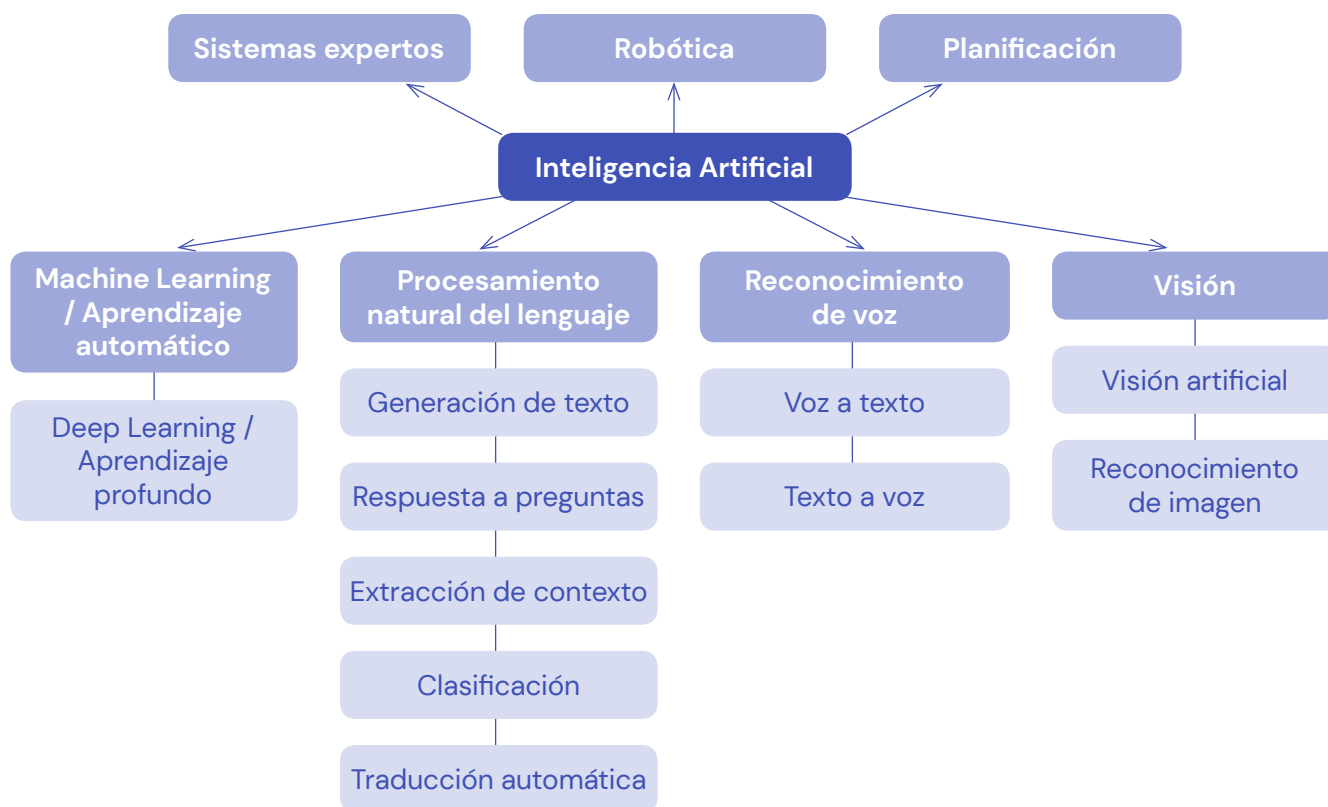 Sistemas expertos
Robótica
Planificación
Inteligencia Artificial
Machine Learning
/ Aprendizaje
automático
Deep Learning /
Aprendizaje
profundo
Procesamiento
natural del lenguaje
Generación de texto
Respuesta a preguntas
Extracción de contexto
Clasificación
Traducción automática
Reconocimiento
de voz
Voz a texto
Texto a voz
Visión
Visión artificial
Reconocimiento
de imagen